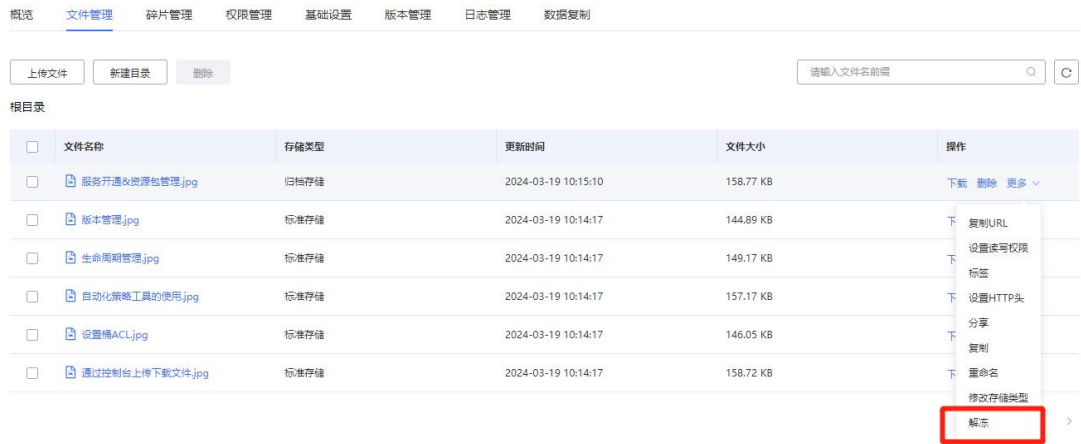 概览 文件管理 碎片管理 权限管理 基础设置 版本管理 日志管理 数据复制
上传文件 新建目录 删除 请输入文件名前缀
根目录
文件名称 存储类型 更新时间 文件大小 操作
服务开通&资源包管理.jpg 归档存储 2024-03-19 10:15:10 158.77 KB 下载 删除 更多
版本管理.jpg 标准存储 2024-03-19 10:14:17 144.89 KB 下
生命周期管理.jpg 标准存储 2024-03-19 10:14:17 149.17 KB 下
自动化策略工具的使用.jpg 标准存储 2024-03-19 10:14:17 157.17 KB 下
设置桶ACL.jpg 标准存储 2024-03-19 10:14:17 146.05 KB 下
通过控制台上传下载文件.jpg 标准存储 2024-03-19 10:14:17 158.72 KB 下
复制URL
设置读写权限
标签
设置HTTP头
分享
复制
重命名
修改存储类型
解冻